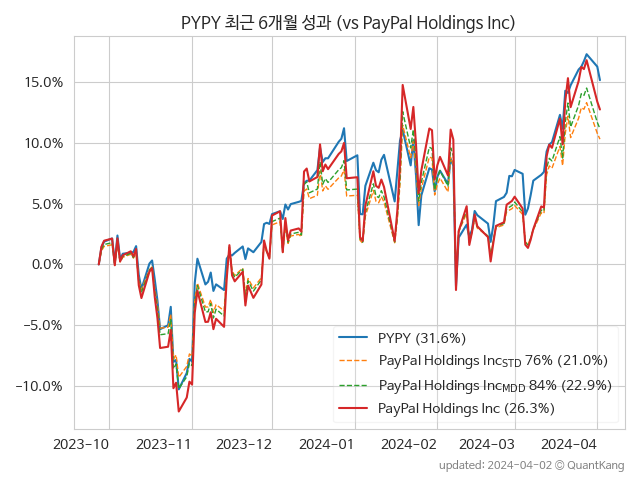 PYPY 최근 6개월 성과 (vs PayPal Holdings Inc)
15.0%
10.0%
5.0%
0.0%
−5.0%
−10.0%
PYPY (31.6%)
PayPal Holdings Inc_STD 76% (21.0%)
PayPal Holdings Inc_MDD 84% (22.9%)
PayPal Holdings Inc (26.3%)
2023-10 2023-11 2023-12 2024-01 2024-02 2024-03 2024-04
updated: 2024-04-02 © QuantKang